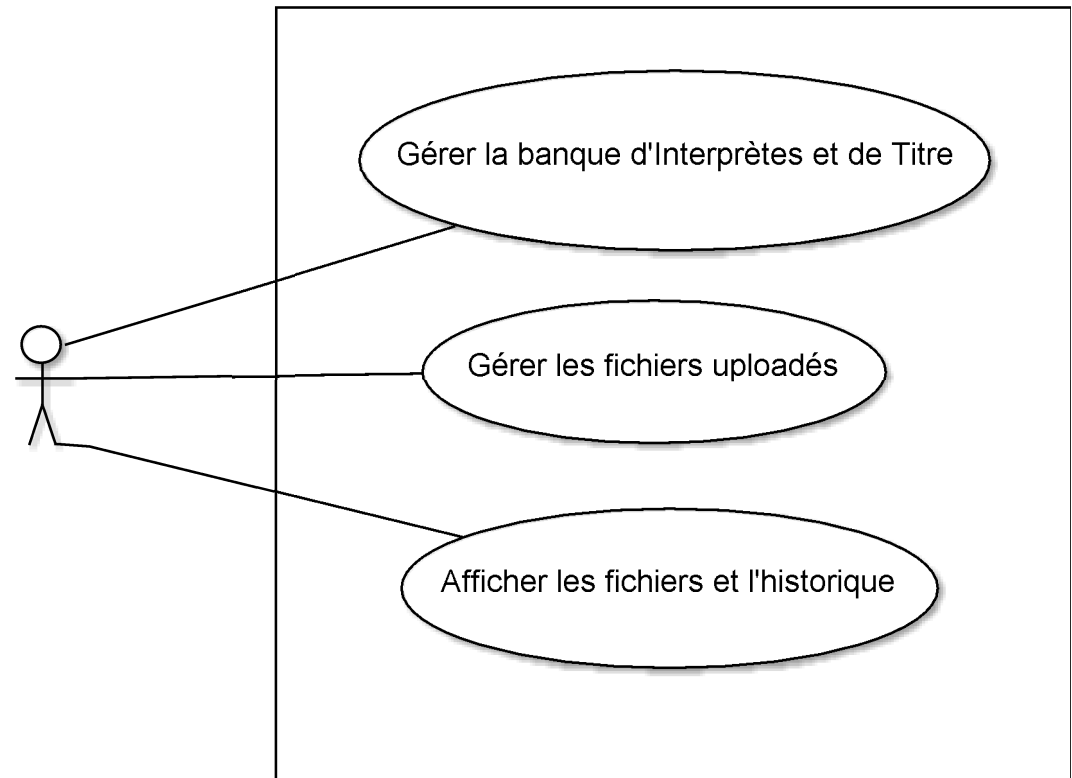 Gérer la banque d'Interprètes et de Titre
Gérer les fichiers uploadés
Afficher les fichiers et l'historique